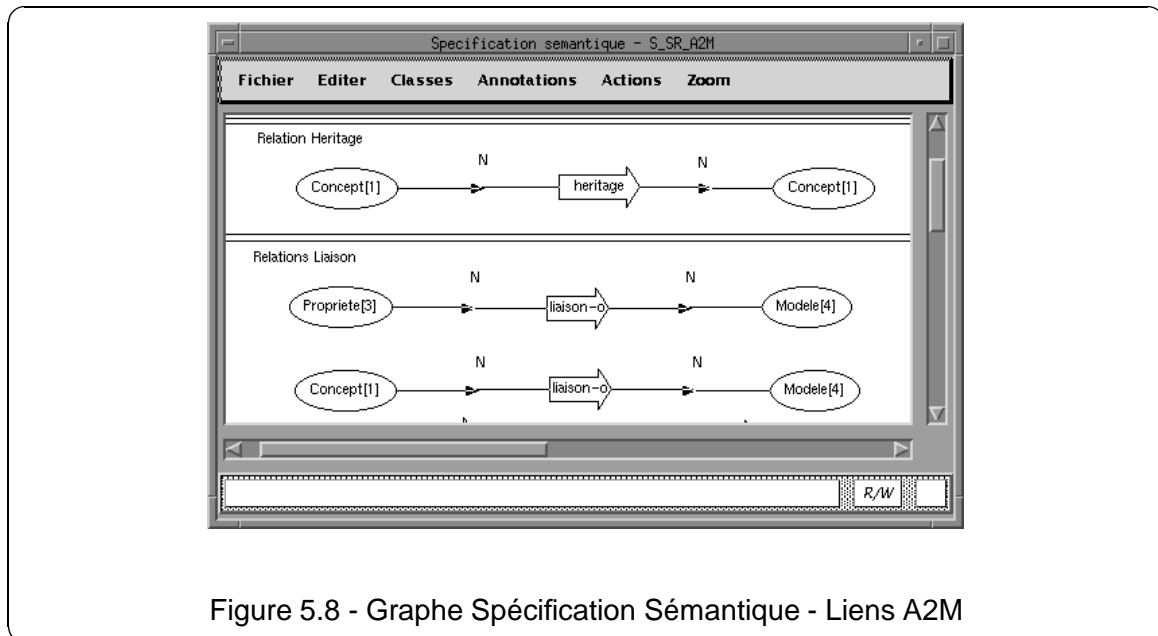 Specification semantique - S_SR_A2M
Fichier Editer Classes Annotations Actions Zoom
Relation Heritage
N N
Concept[1] heritage Concept[1]
Relations Liaison
N N
Propriete[3] liaison-o Modele[4]
N N
Concept[1] liaison-o Modele[4]
R/W
Figure 5.8 - Graphe Spécification Sémantique - Liens A2M